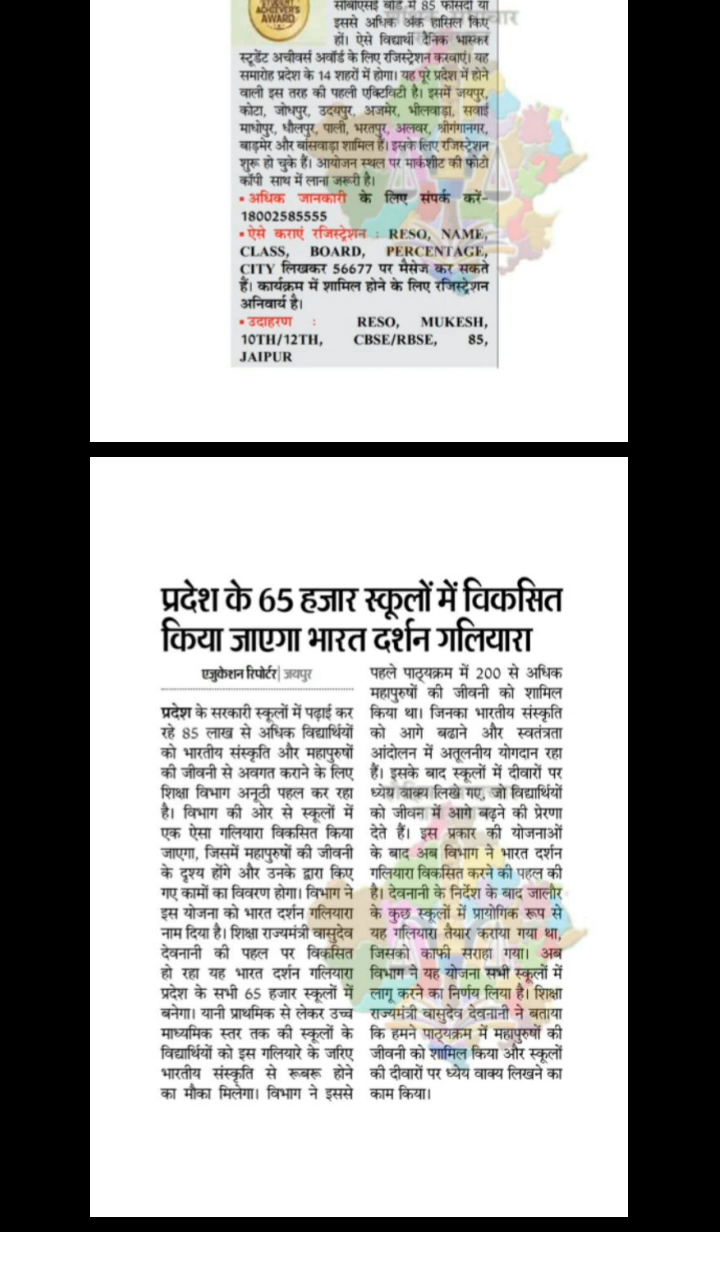 STUDENT
ACHIEVER'S
AWARD
सीबीएसई बोर्ड में 85 फीसदी या
इससे अधिक अंक हासिल किए
हों। ऐसे विद्यार्थी दैनिक भास्कर
स्टूडेंट अचीवर्स अवॉर्ड के लिए रजिस्ट्रेशन करवाएं। यह
समारोह प्रदेश के 14 शहरों में होगा। यह पूरे प्रदेश में होने
वाली इस तरह की पहली एक्टिविटी है। इसमें जयपुर,
कोटा, जोधपुर, उदयपुर, अजमेर, भीलवाड़ा, सवाई
माधोपुर, धौलपुर, पाली, भरतपुर, अलवर, श्रीगंगानगर,
बाड़मेर और बांसवाड़ा शामिल हैं। इसके लिए रजिस्ट्रेशन
शुरू हो चुके हैं। आयोजन स्थल पर मार्कशीट की फोटो
कॉपी साथ में लाना जरूरी है।
• अधिक जानकारी के लिए संपर्क करें-
18002585555
• ऐसे कराएं रजिस्ट्रेशन : RESO, NAME,
CLASS, BOARD, PERCENTAGE,
CITY लिखकर 56677 पर मैसेज कर सकते
हैं। कार्यक्रम में शामिल होने के लिए रजिस्ट्रेशन
अनिवार्य है।
• उदाहरण : RESO, MUKESH,
10TH/12TH, CBSE/RBSE, 85,
JAIPUR
प्रदेश के 65 हजार स्कूलों में विकसित
किया जाएगा भारत दर्शन गलियारा
एजुकेशन रिपोर्टर | जयपुर
प्रदेश के सरकारी स्कूलों में पढ़ाई कर
रहे 85 लाख से अधिक विद्यार्थियों
को भारतीय संस्कृति और महापुरुषों
की जीवनी से अवगत कराने के लिए
शिक्षा विभाग अनूठी पहल कर रहा
है। विभाग की ओर से स्कूलों में
एक ऐसा गलियारा विकसित किया
जाएगा, जिसमें महापुरुषों की जीवनी
के दृश्य होंगे और उनके द्वारा किए
गए कामों का विवरण होगा। विभाग ने
इस योजना को भारत दर्शन गलियारा
नाम दिया है। शिक्षा राज्यमंत्री वासुदेव
देवनानी की पहल पर विकसित
हो रहा यह भारत दर्शन गलियारा
प्रदेश के सभी 65 हजार स्कूलों में
बनेगा। यानी प्राथमिक से लेकर उच्च
माध्यमिक स्तर तक की स्कूलों के
विद्यार्थियों को इस गलियारे के जरिए
भारतीय संस्कृति से रूबरू होने
का मौका मिलेगा। विभाग ने इससे
पहले पाठ्यक्रम में 200 से अधिक
महापुरुषों की जीवनी को शामिल
किया था। जिनका भारतीय संस्कृति
को आगे बढाने और स्वतंत्रता
आंदोलन में अतूलनीय योगदान रहा
हैं। इसके बाद स्कूलों में दीवारों पर
ध्येय वाक्य लिखे गए, जो विद्यार्थियों
को जीवन में आगे बढ़ने की प्रेरणा
देते हैं। इस प्रकार की योजनाओं
के बाद अब विभाग ने भारत दर्शन
गलियारा विकसित करने की पहल की
है। देवनानी के निर्देश के बाद जालौर
के कुछ स्कूलों में प्रायोगिक रूप से
यह गलियारा तैयार कराया गया था,
जिसको काफी सराहा गया। अब
विभाग ने यह योजना सभी स्कूलों में
लागू करने का निर्णय लिया है। शिक्षा
राज्यमंत्री वासुदेव देवनानी ने बताया
कि हमने पाठ्यक्रम में महापुरुषों की
जीवनी को शामिल किया और स्कूलों
की दीवारों पर ध्येय वाक्य लिखने का
काम किया।